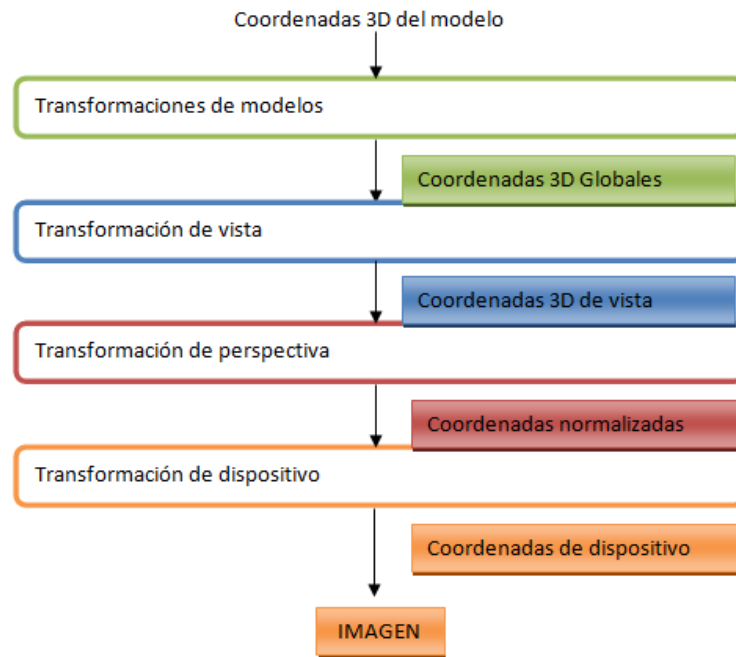 Coordenadas 3D del modelo
Transformaciones de modelos
Coordenadas 3D Globales
Transformación de vista
Coordenadas 3D de vista
Transformación de perspectiva
Coordenadas normalizadas
Transformación de dispositivo
Coordenadas de dispositivo
IMAGEN